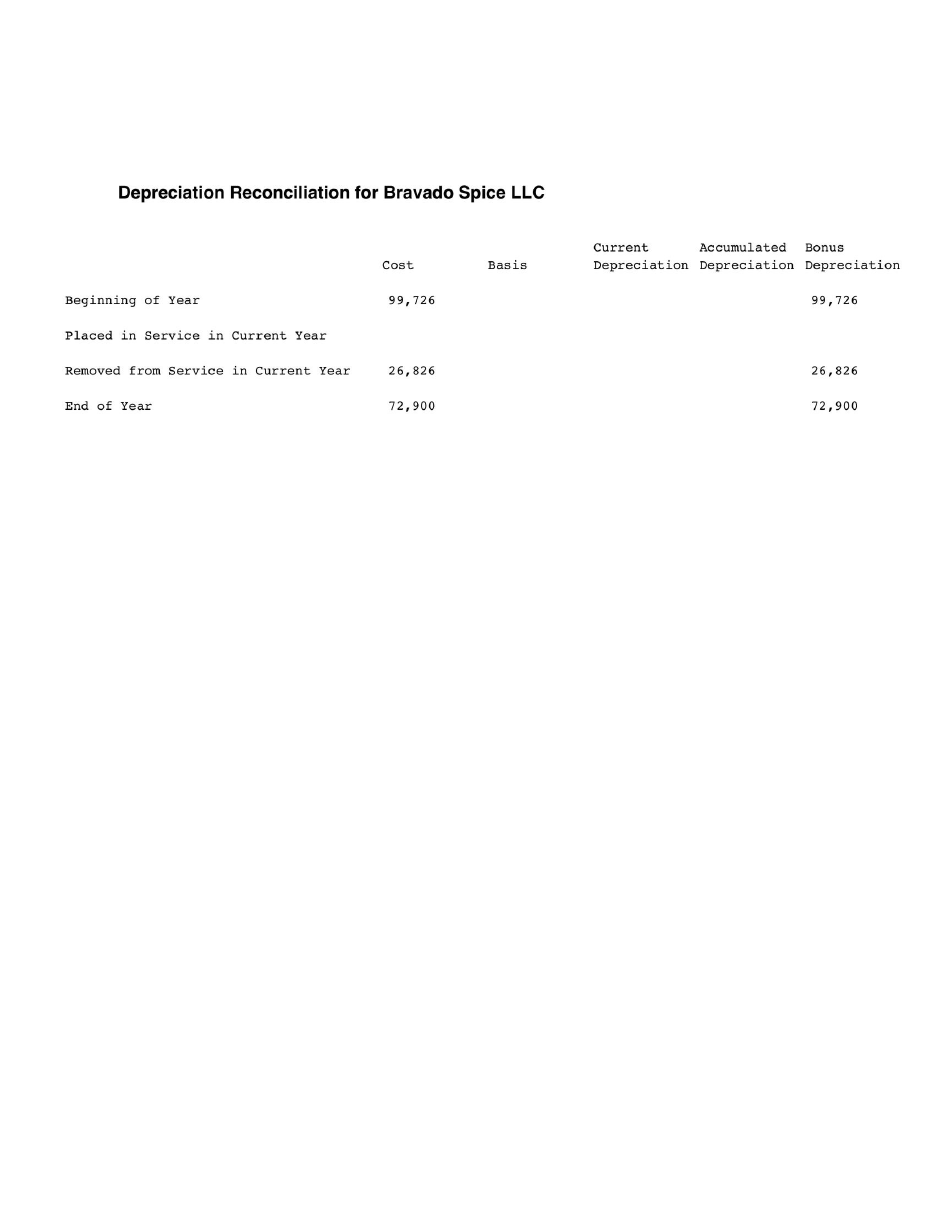 Depreciation Reconciliation for Bravado Spice LLC
Current Accumulated Bonus
Cost Basis Depreciation Depreciation Depreciation
Beginning of Year 99,726 99,726
Placed in Service in Current Year
Removed from Service in Current Year 26,826 26,826
End of Year 72,900 72,900